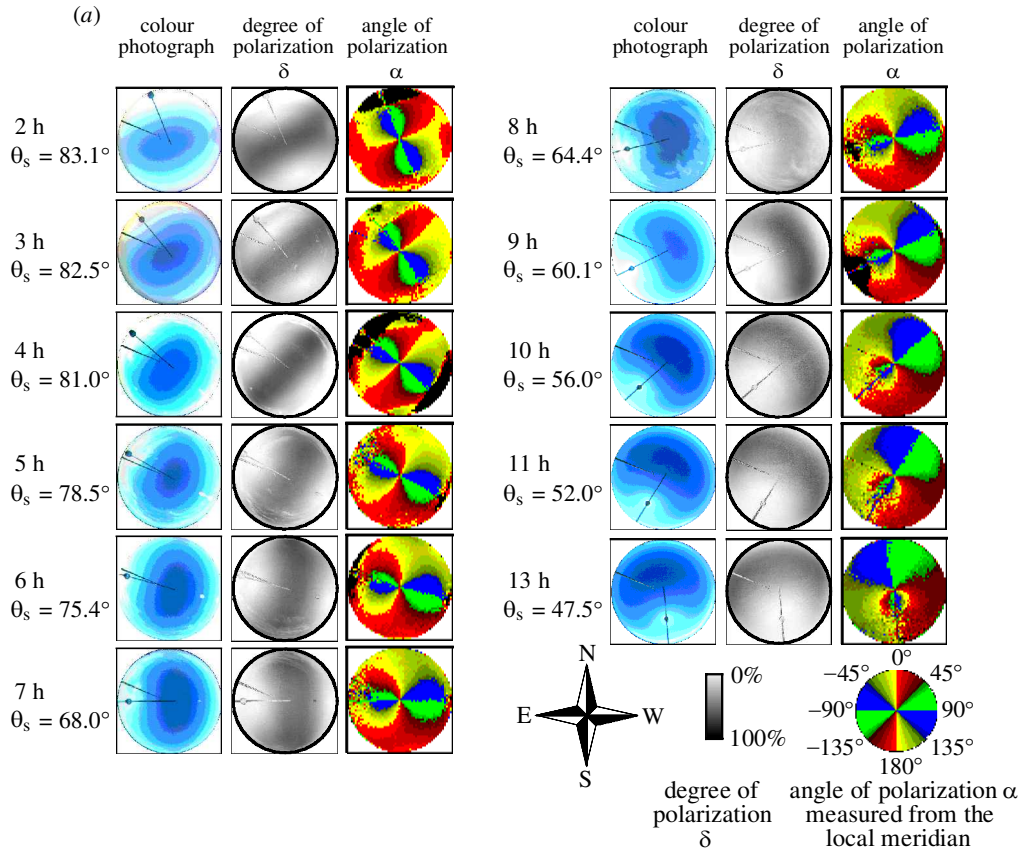 (a)
colour photograph
degree of polarization δ
angle of polarization α
2 h
θs = 83.1°
3 h
θs = 82.5°
4 h
θs = 81.0°
5 h
θs = 78.5°
6 h
θs = 75.4°
7 h
θs = 68.0°
colour photograph
degree of polarization δ
angle of polarization α
8 h
θs = 64.4°
9 h
θs = 60.1°
10 h
θs = 56.0°
11 h
θs = 52.0°
13 h
θs = 47.5°
N
E W
S
0%
100%
degree of
polarization
δ
0°
−45° 45°
−90° 90°
−135° 135°
180°
angle of polarization α
measured from the
local meridian